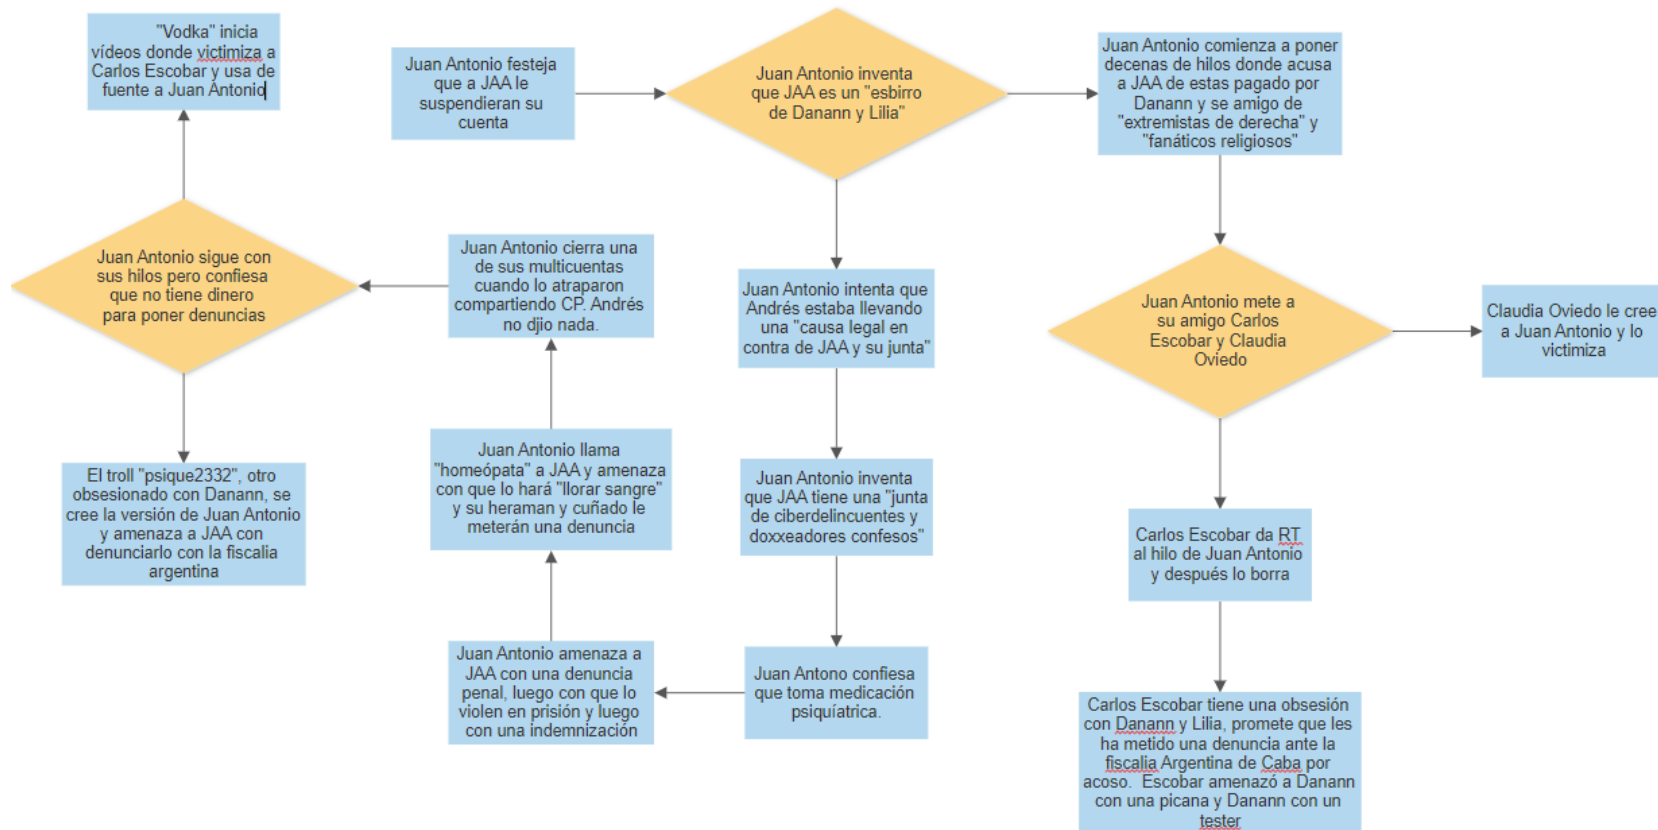 "Vodka" inicia
vídeos donde victimiza a
Carlos Escobar y usa de
fuente a Juan Antonio
Juan Antonio festeja
que a JAA le
suspendieran su
cuenta
Juan Antonio inventa
que JAA es un "esbirro
de Danann y Lilia"
Juan Antonio comienza a poner
decenas de hilos donde acusa
a JAA de estas pagado por
Danann y se amigo de
"extremistas de derecha" y
"fanáticos religiosos"
Juan Antonio sigue con
sus hilos pero confiesa
que no tiene dinero
para poner denuncias
Juan Antonio cierra una
de sus multicuentas
cuando lo atraparon
compartiendo CP. Andrés
no djio nada.
Juan Antonio intenta que
Andrés estaba llevando
una "causa legal en
contra de JAA y su junta"
Juan Antonio mete a
su amigo Carlos
Escobar y Claudia
Oviedo
Claudia Oviedo le cree
a Juan Antonio y lo
victimiza
El troll "psique2332", otro
obsesionado con Danann, se
cree la versión de Juan Antonio
y amenaza a JAA con
denunciarlo con la fiscalia
argentina
Juan Antonio llama
"homeópata" a JAA y amenaza
con que lo hará "llorar sangre"
y su heraman y cuñado le
meterán una denuncia
Juan Antonio inventa
que JAA tiene una "junta
de ciberdelincuentes y
doxxeadores confesos"
Carlos Escobar da RT
al hilo de Juan Antonio
y después lo borra
Juan Antonio amenaza a
JAA con una denuncia
penal, luego con que lo
violen en prisión y luego
con una indemnización
Juan Antono confiesa
que toma medicación
psiquíatrica.
Carlos Escobar tiene una obsesión
con Danann y Lilia, promete que les
ha metido una denuncia ante la
fiscalia Argentina de Caba por
acoso. Escobar amenazó a Danann
con una picana y Danann con un
tester